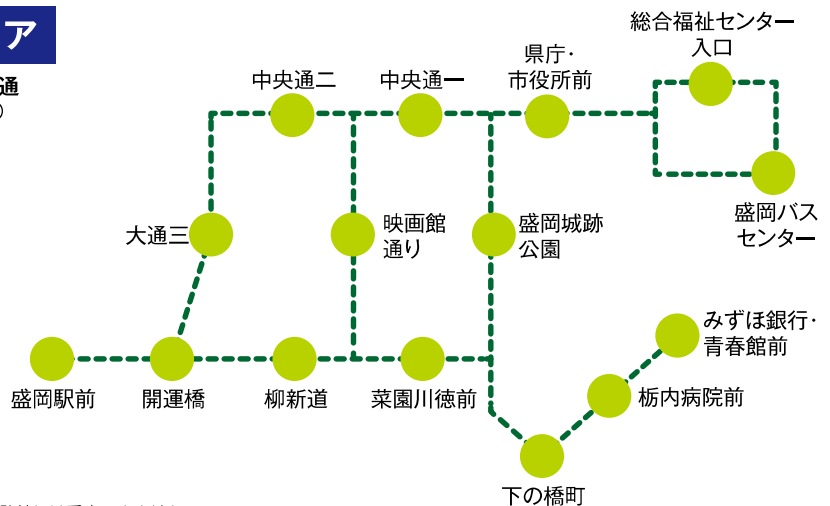 ア
通
)
総合福祉センター
入口
県庁・
市役所前
中央通二
中央通一
盛岡バス
センター
大通三
映画館
通り
盛岡城跡
公園
みずほ銀行・
青春館前
盛岡駅前
開運橋
柳新道
菜園川徳前
栃内病院前
下の橋町